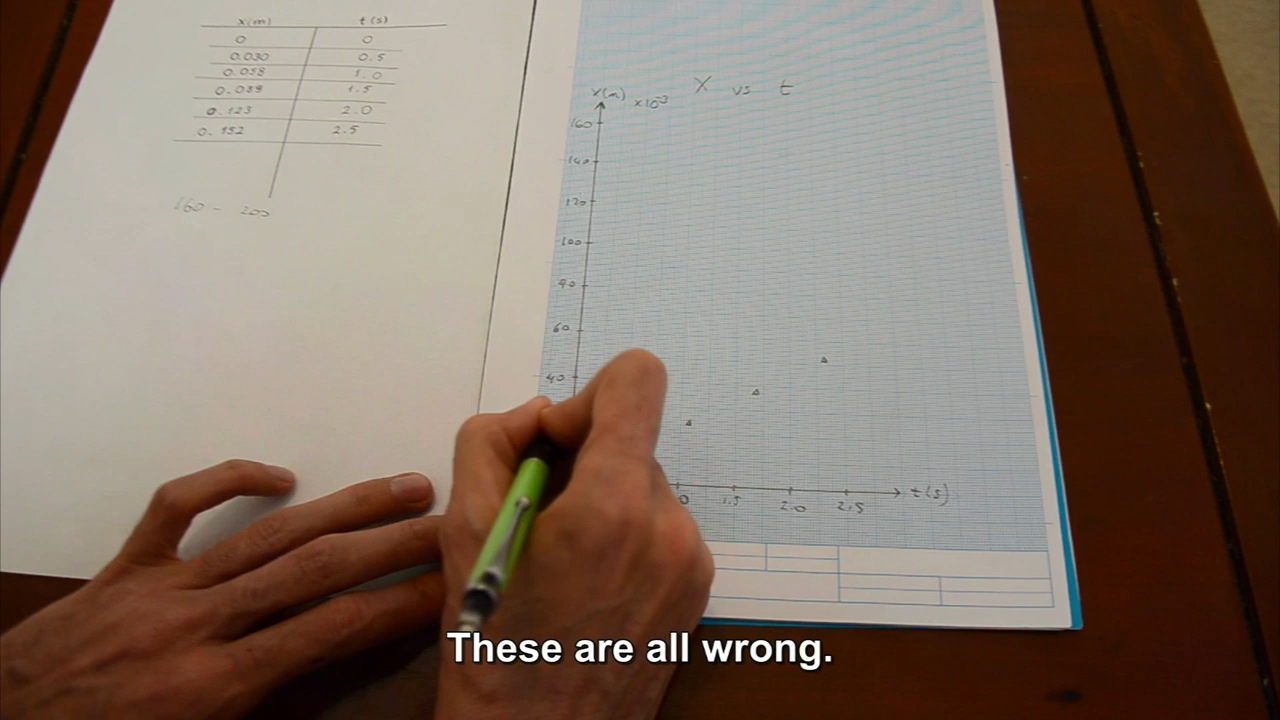 x(m) t(s)
0 0
0.030 0.5
0.058 1.0
0.089 1.5
0.123 2.0
0.152 2.5
160 - 200
X vs t
x(m) x10⁻³
160
140
120
100
80
60
40
0 1.5 2.0 2.5 t(s)
These are all wrong.